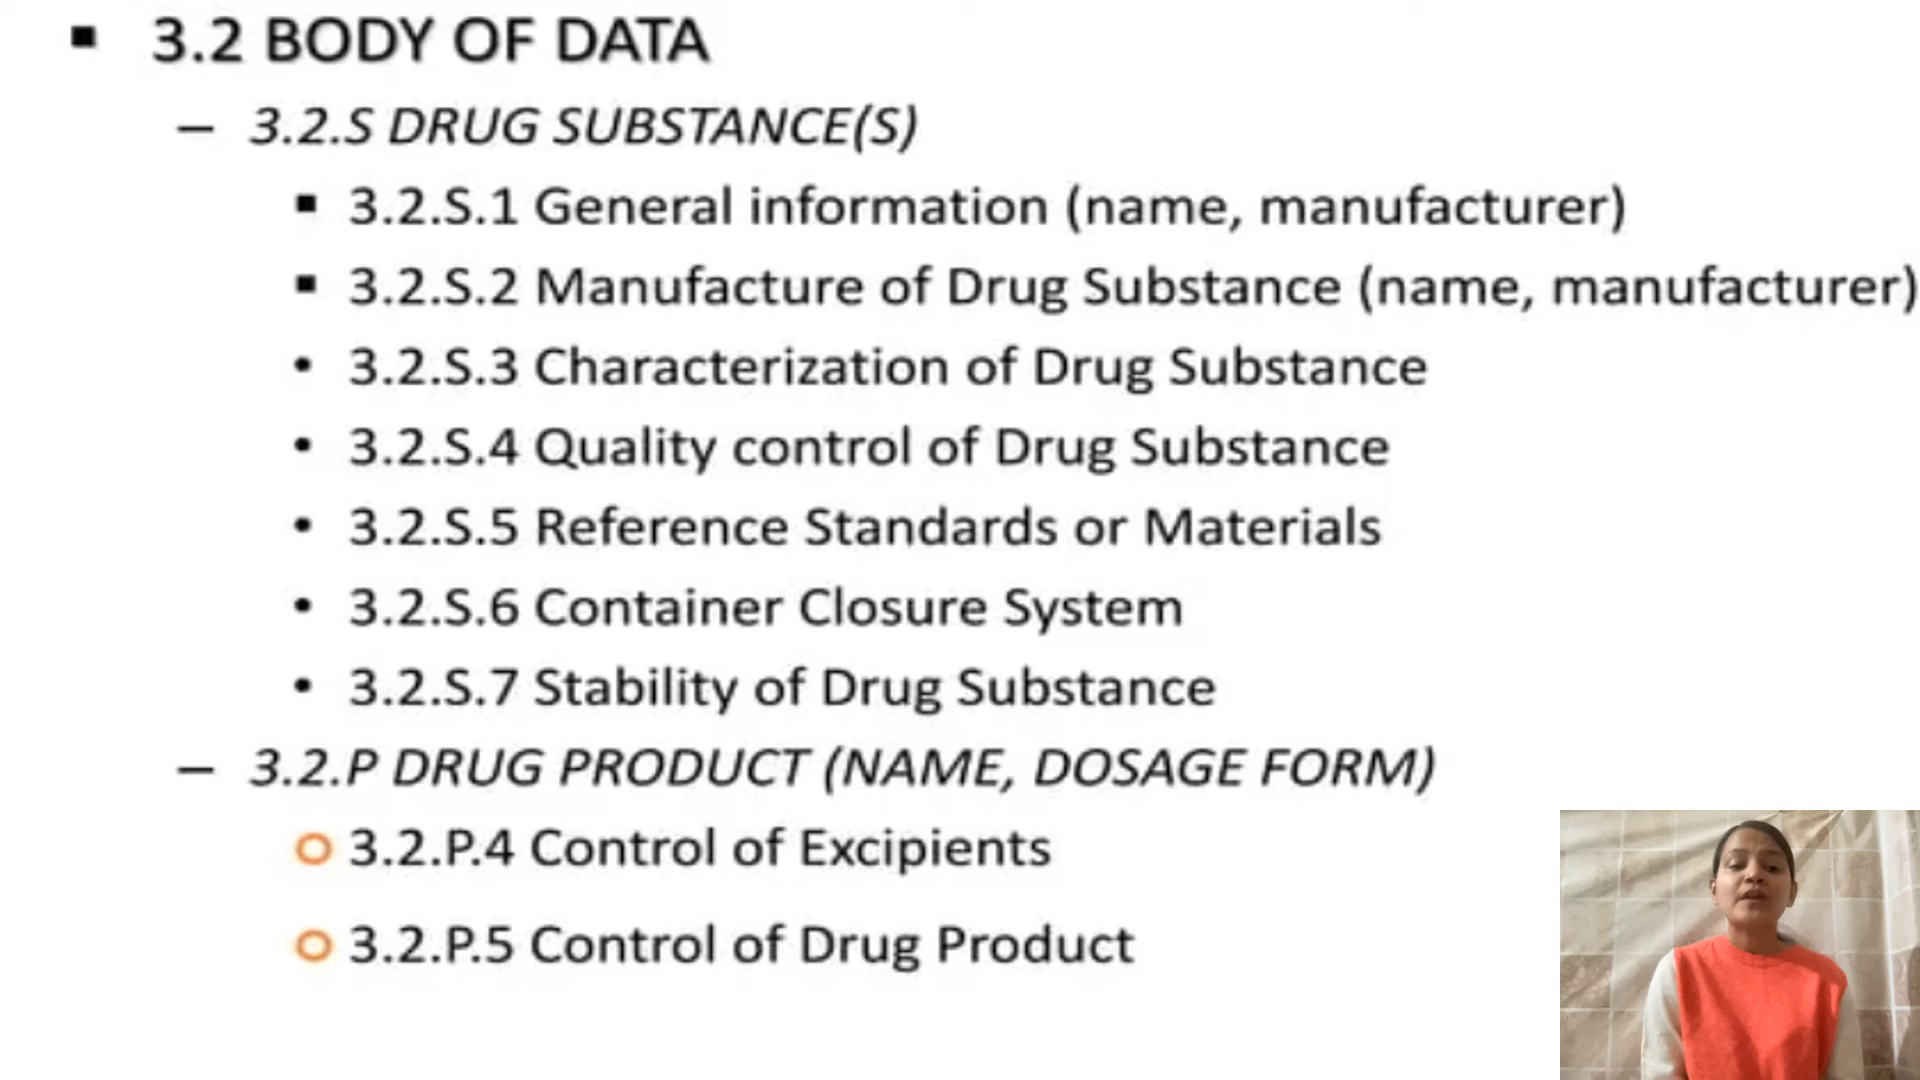 3.2 BODY OF DATA
– 3.2.S DRUG SUBSTANCE(S)
3.2.S.1 General information (name, manufacturer)
3.2.S.2 Manufacture of Drug Substance (name, manufacturer)
• 3.2.S.3 Characterization of Drug Substance
• 3.2.S.4 Quality control of Drug Substance
• 3.2.S.5 Reference Standards or Materials
• 3.2.S.6 Container Closure System
• 3.2.S.7 Stability of Drug Substance
– 3.2.P DRUG PRODUCT (NAME, DOSAGE FORM)
3.2.P.4 Control of Excipients
3.2.P.5 Control of Drug Product